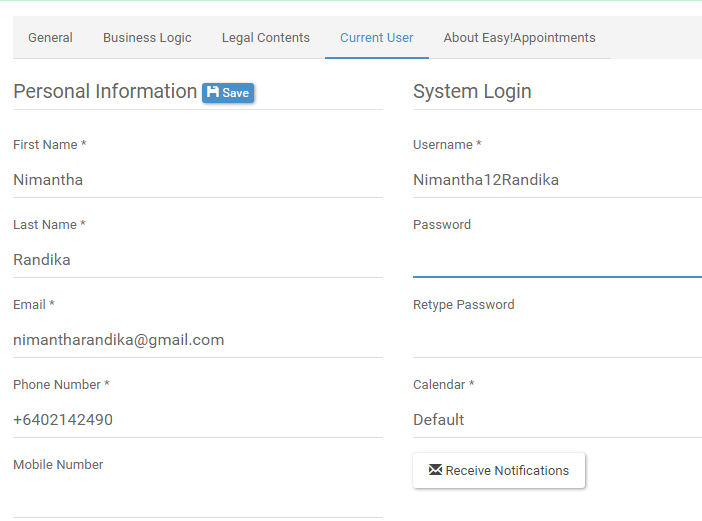 General Business Logic Legal Contents Current User About Easy!Appointments
Personal Information Save
First Name *
Nimantha
Last Name *
Randika
Email *
nimantharandika@gmail.com
Phone Number *
+6402142490
Mobile Number
System Login
Username *
Nimantha12Randika
Password
Retype Password
Calendar *
Default
Receive Notifications